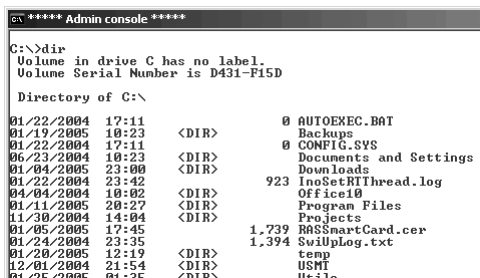 ***** Admin console *****
C:\>dir
 Volume in drive C has no label.
 Volume Serial Number is D431-F15D
 Directory of C:\
01/22/2004  17:11                 0 AUTOEXEC.BAT
01/19/2005  10:23    <DIR>          Backups
01/22/2004  17:11                 0 CONFIG.SYS
06/23/2004  10:23    <DIR>          Documents and Settings
01/04/2005  23:00    <DIR>          Downloads
01/22/2004  23:42               923 InoSetRTThread.log
04/04/2004  10:02    <DIR>          Office10
01/11/2005  20:27    <DIR>          Program Files
11/30/2004  14:04    <DIR>          Projects
01/05/2005  17:45             1,739 RASSmartCard.cer
01/24/2004  23:35             1,394 SwiUpLog.txt
01/20/2005  12:19    <DIR>          temp
12/01/2004  21:54    <DIR>          USMT
01/25/2005  01:35    <DIR>